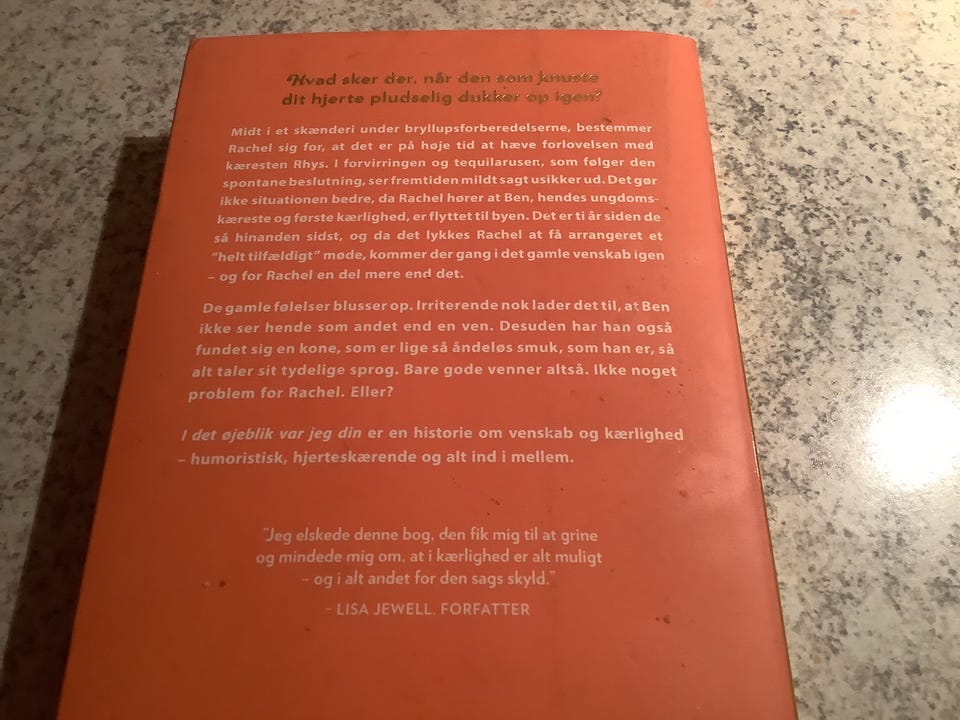 Hvad sker der, når den som knuste
dit hjerte pludselig dukker op igen?
Midt i et skænderi under bryllupsforberedelserne, bestemmer
Rachel sig for, at det er på høje tid at hæve forlovelsen med
kæresten Rhys. I forvirringen og tequilarusen, som følger den
spontane beslutning, ser fremtiden mildt sagt usikker ud. Det gør
ikke situationen bedre, da Rachel hører at Ben, hendes ungdoms-
kæreste og første kærlighed, er flyttet til byen. Det er ti år siden de
så hinanden sidst, og da det lykkes Rachel at få arrangeret et
"helt tilfældigt" møde, kommer der gang i det gamle venskab igen
– og for Rachel en del mere end det.
De gamle følelser blusser op. Irriterende nok lader det til, at Ben
ikke ser hende som andet end en ven. Desuden har han også
fundet sig en kone, som er lige så åndeløs smuk, som han er, så
alt taler sit tydelige sprog. Bare gode venner altså. Ikke noget
problem for Rachel. Eller?
I det øjeblik var jeg din er en historie om venskab og kærlighed
– humoristisk, hjerteskærende og alt ind i mellem.
"Jeg elskede denne bog, den fik mig til at grine
og mindede mig om, at i kærlighed er alt muligt
– og i alt andet for den sags skyld."
– LISA JEWELL, FORFATTER